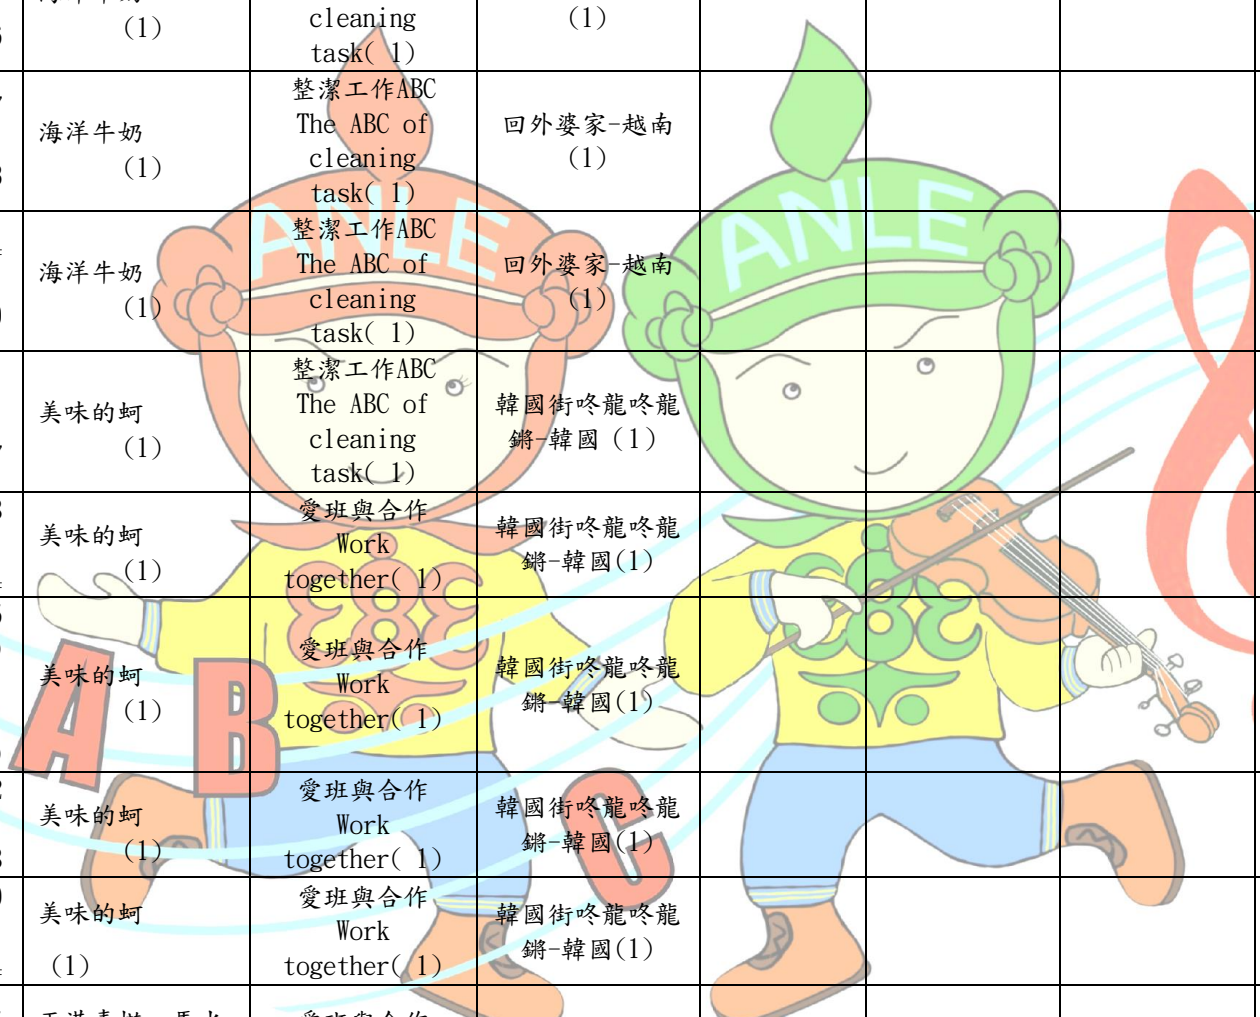 (1)
cleaning
task( 1)
(1)
海洋牛奶
(1)
整潔工作ABC
The ABC of
cleaning
task( 1)
回外婆家-越南
(1)
海洋牛奶
(1)
整潔工作ABC
The ABC of
cleaning
task( 1)
回外婆家-越南
(1)
美味的蚵
(1)
整潔工作ABC
The ABC of
cleaning
task( 1)
韓國街咚龍咚龍
鏘-韓國 (1)
美味的蚵
(1)
愛班與合作
Work
together( 1)
韓國街咚龍咚龍
鏘-韓國(1)
美味的蚵
(1)
愛班與合作
Work
together( 1)
韓國街咚龍咚龍
鏘-韓國(1)
美味的蚵
(1)
愛班與合作
Work
together( 1)
韓國街咚龍咚龍
鏘-韓國(1)
美味的蚵
(1)
愛班與合作
Work
together( 1)
韓國街咚龍咚龍
鏘-韓國(1)
愛班與合作
ANLE
ANLE
A B C